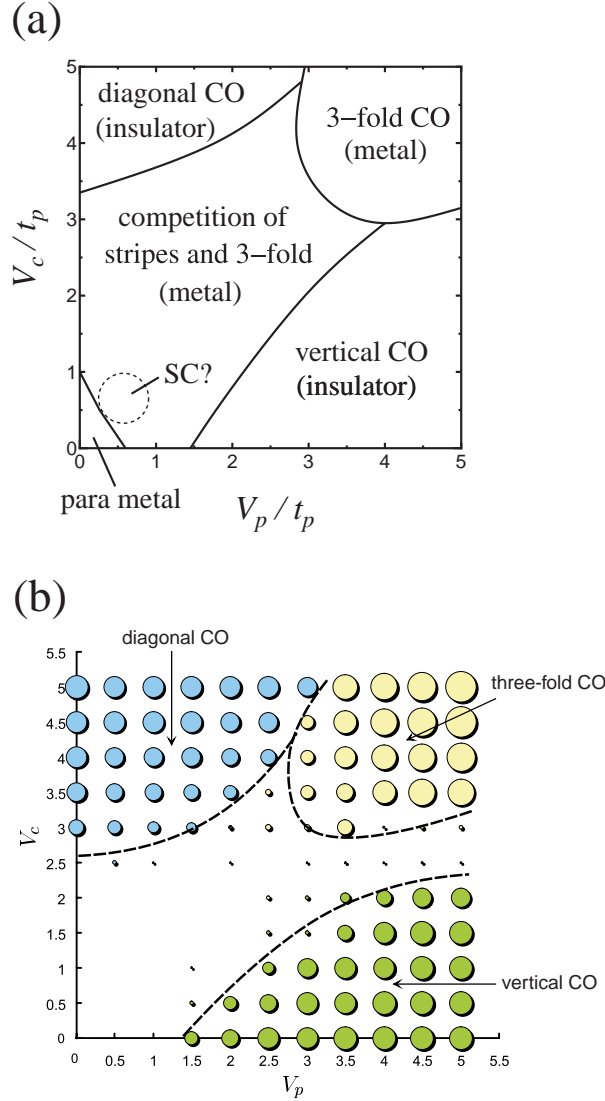 (a)
5
4
3
2
1
0
0
1
2
3
4
5
V_c / t_p
V_p / t_p
diagonal CO
(insulator)
3−fold CO
(metal)
competition of
stripes and 3−fold
(metal)
vertical CO
(insulator)
SC?
para metal
(b)
5.5
5
4.5
4
3.5
3
2.5
2
1.5
1
0.5
0
0
0.5
1
1.5
2
2.5
3
3.5
4
4.5
5
5.5
V_c
V_p
diagonal CO
three-fold CO
vertical CO